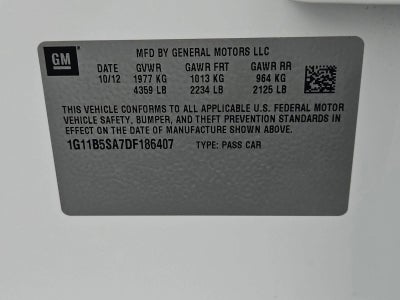 GM
MFD BY GENERAL MOTORS LLC
DATE GVWR GAWR FRT GAWR RR
10/12 1977 KG 1013 KG 964 KG
4359 LB 2234 LB 2125 LB
THIS VEHICLE CONFORMS TO ALL APPLICABLE U.S. FEDERAL MOTOR
VEHICLE SAFETY, BUMPER, AND THEFT PREVENTION STANDARDS IN
EFFECT ON THE DATE OF MANUFACTURE SHOWN ABOVE.
1G11B5SA7DF186407 TYPE: PASS CAR